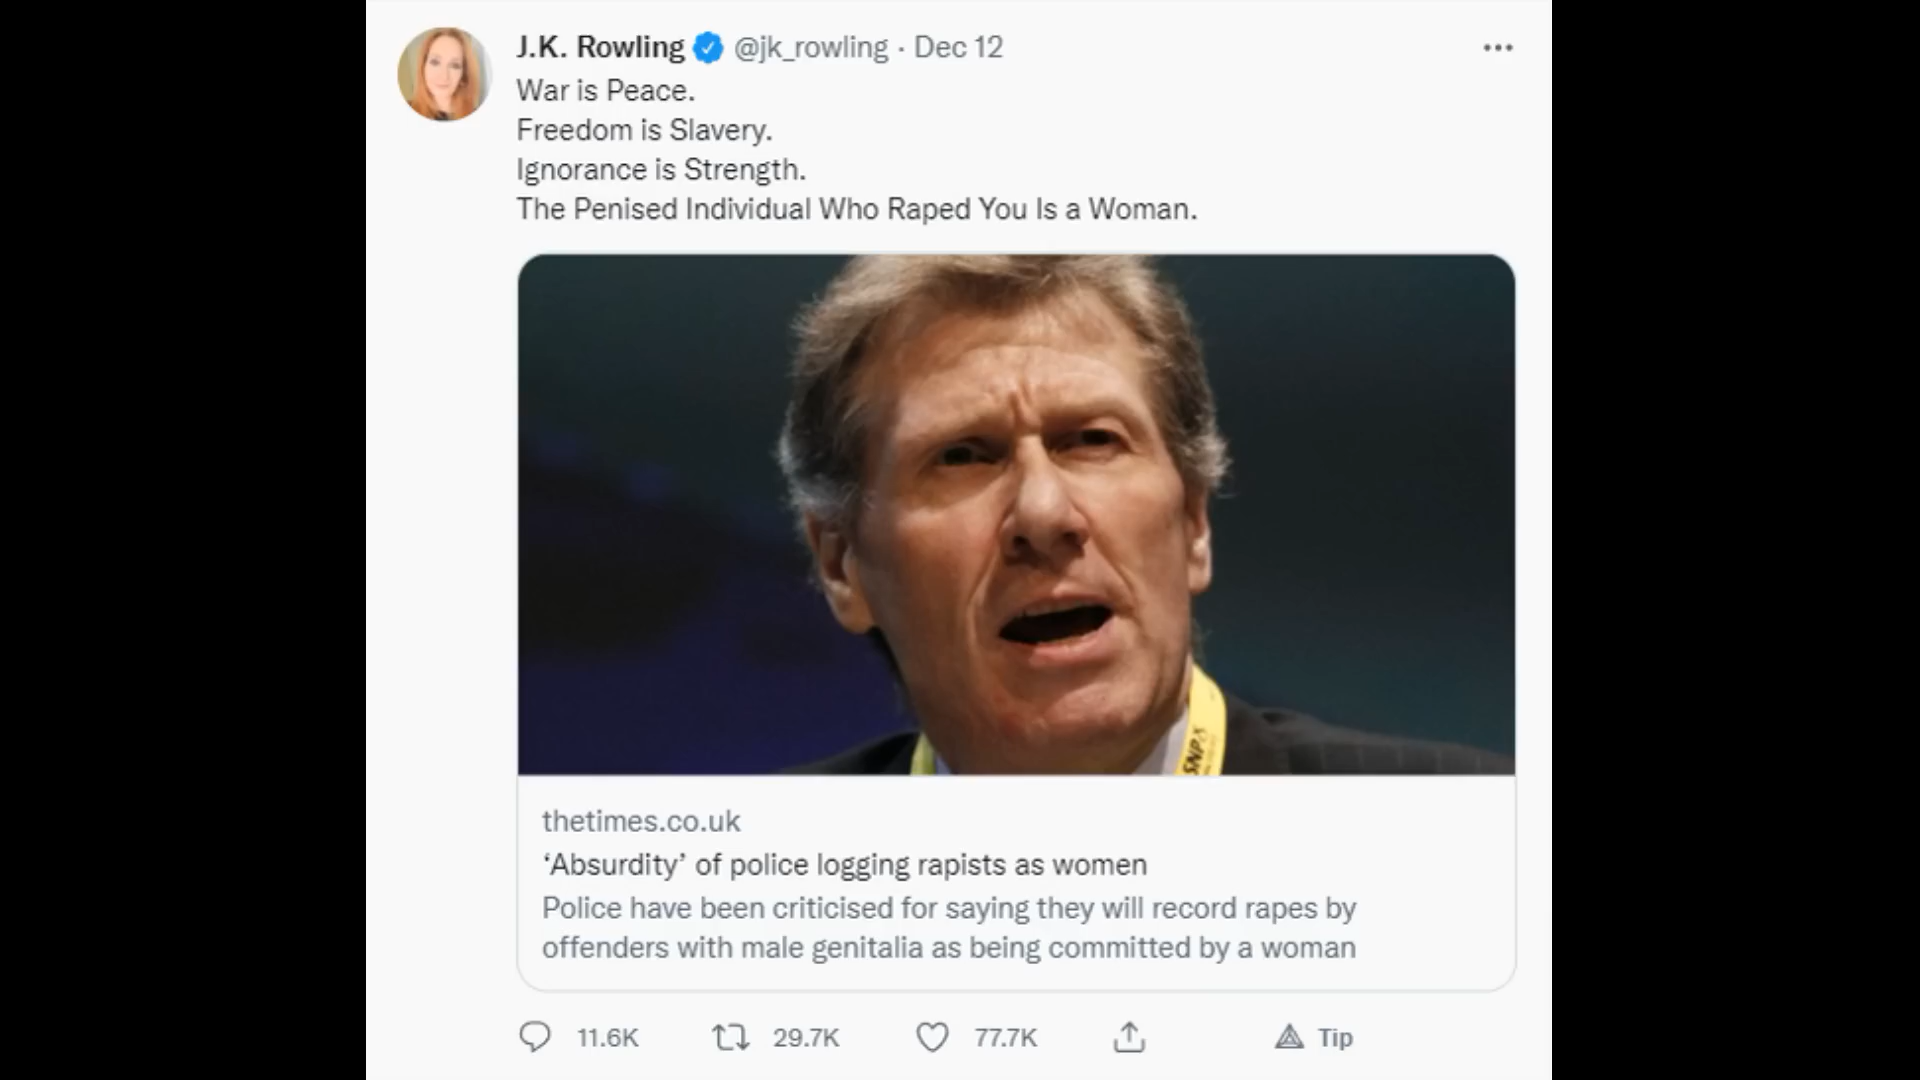 J.K. Rowling @jk_rowling · Dec 12
War is Peace.
Freedom is Slavery.
Ignorance is Strength.
The Penised Individual Who Raped You Is a Woman.
SNP
thetimes.co.uk
‘Absurdity’ of police logging rapists as women
Police have been criticised for saying they will record rapes by
offenders with male genitalia as being committed by a woman
11.6K 29.7K 77.7K Tip